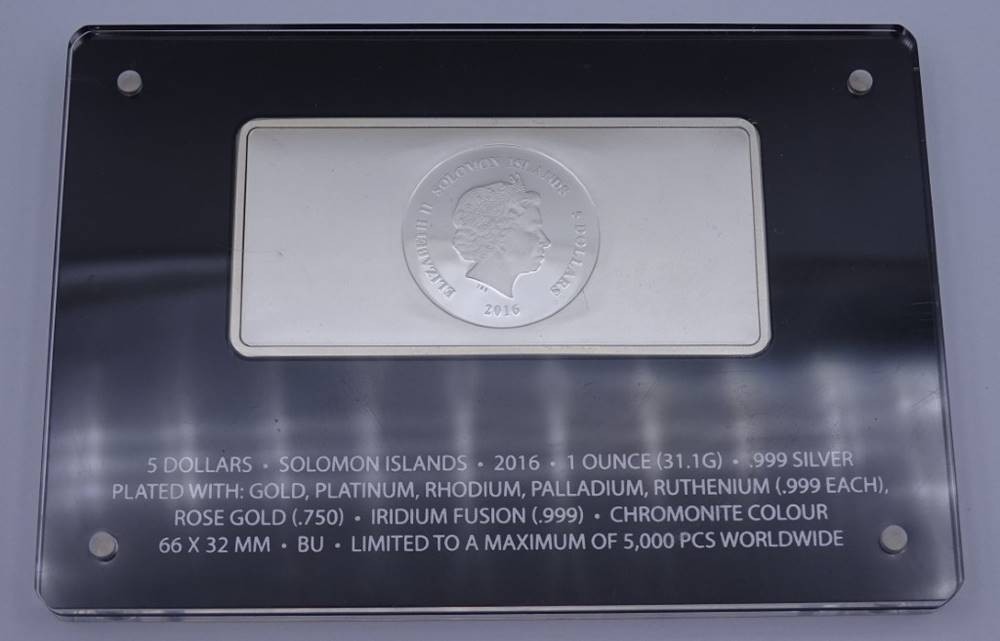 ELIZABETH II SOLOMON ISLANDS 5 DOLLARS
2016
5 DOLLARS • SOLOMON ISLANDS • 2016 • 1 OUNCE (31.1G) • .999 SILVER
PLATED WITH: GOLD, PLATINUM, RHODIUM, PALLADIUM, RUTHENIUM (.999 EACH),
ROSE GOLD (.750) • IRIDIUM FUSION (.999) • CHROMONITE COLOUR
66 X 32 MM • BU • LIMITED TO A MAXIMUM OF 5,000 PCS WORLDWIDE